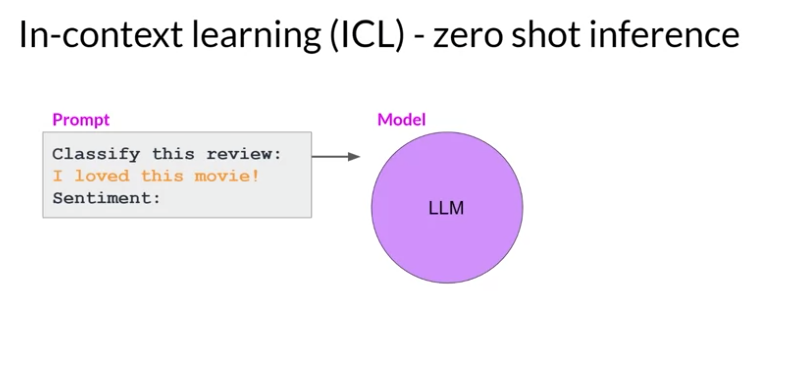 In-context learning (ICL) - zero shot inference
Prompt
Model
Classify this review:
I loved this movie!
Sentiment:
LLM